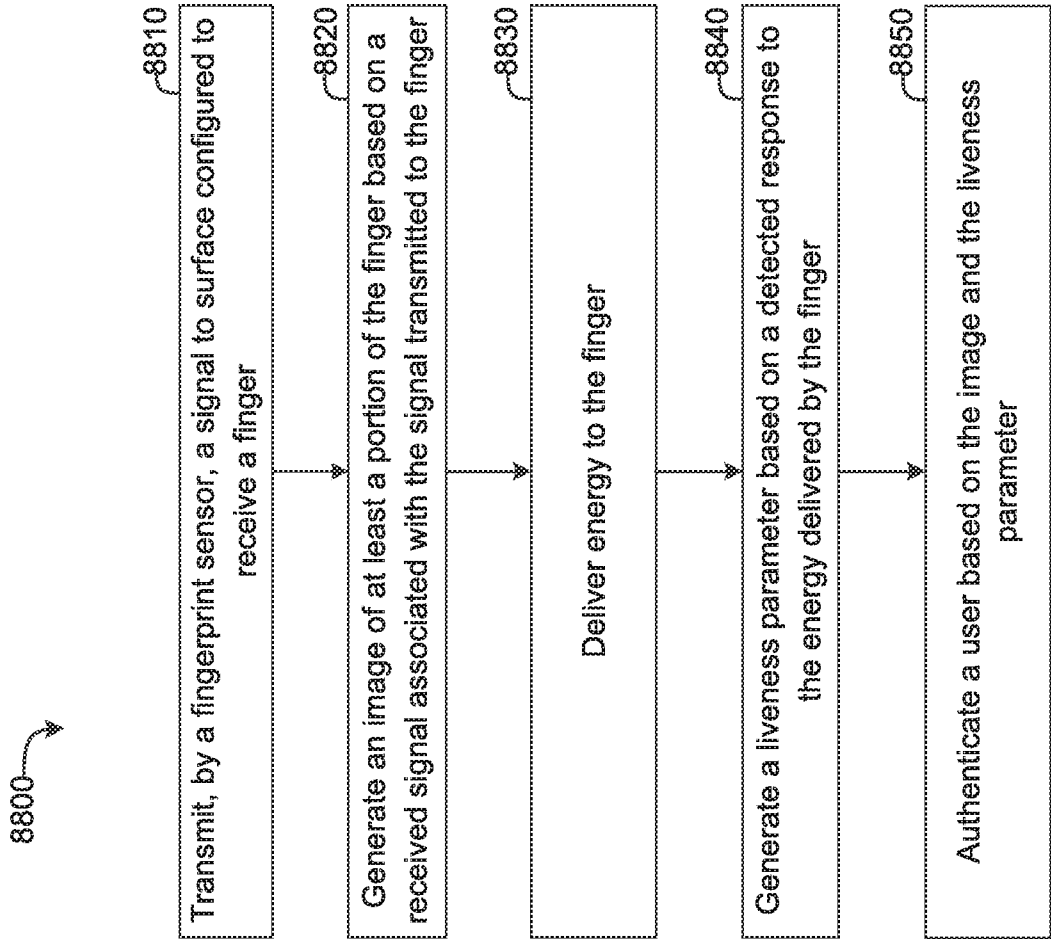 8800
8810
Transmit, by a fingerprint sensor, a signal to surface configured to
receive a finger
8820
Generate an image of at least a portion of the finger based on a
received signal associated with the signal transmitted to the finger
8830
Deliver energy to the finger
8840
Generate a liveness parameter based on a detected response to
the energy delivered by the finger
8850
Authenticate a user based on the image and the liveness
parameter